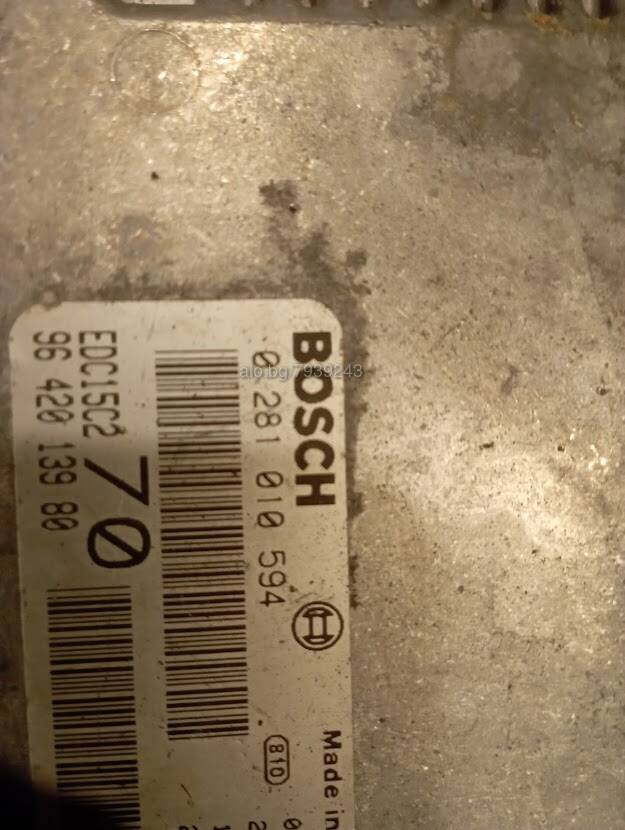 BOSCH
0 281 010 594
EDC15C2
70
96 420 139 80
810
Made in
alo.bg 7939243